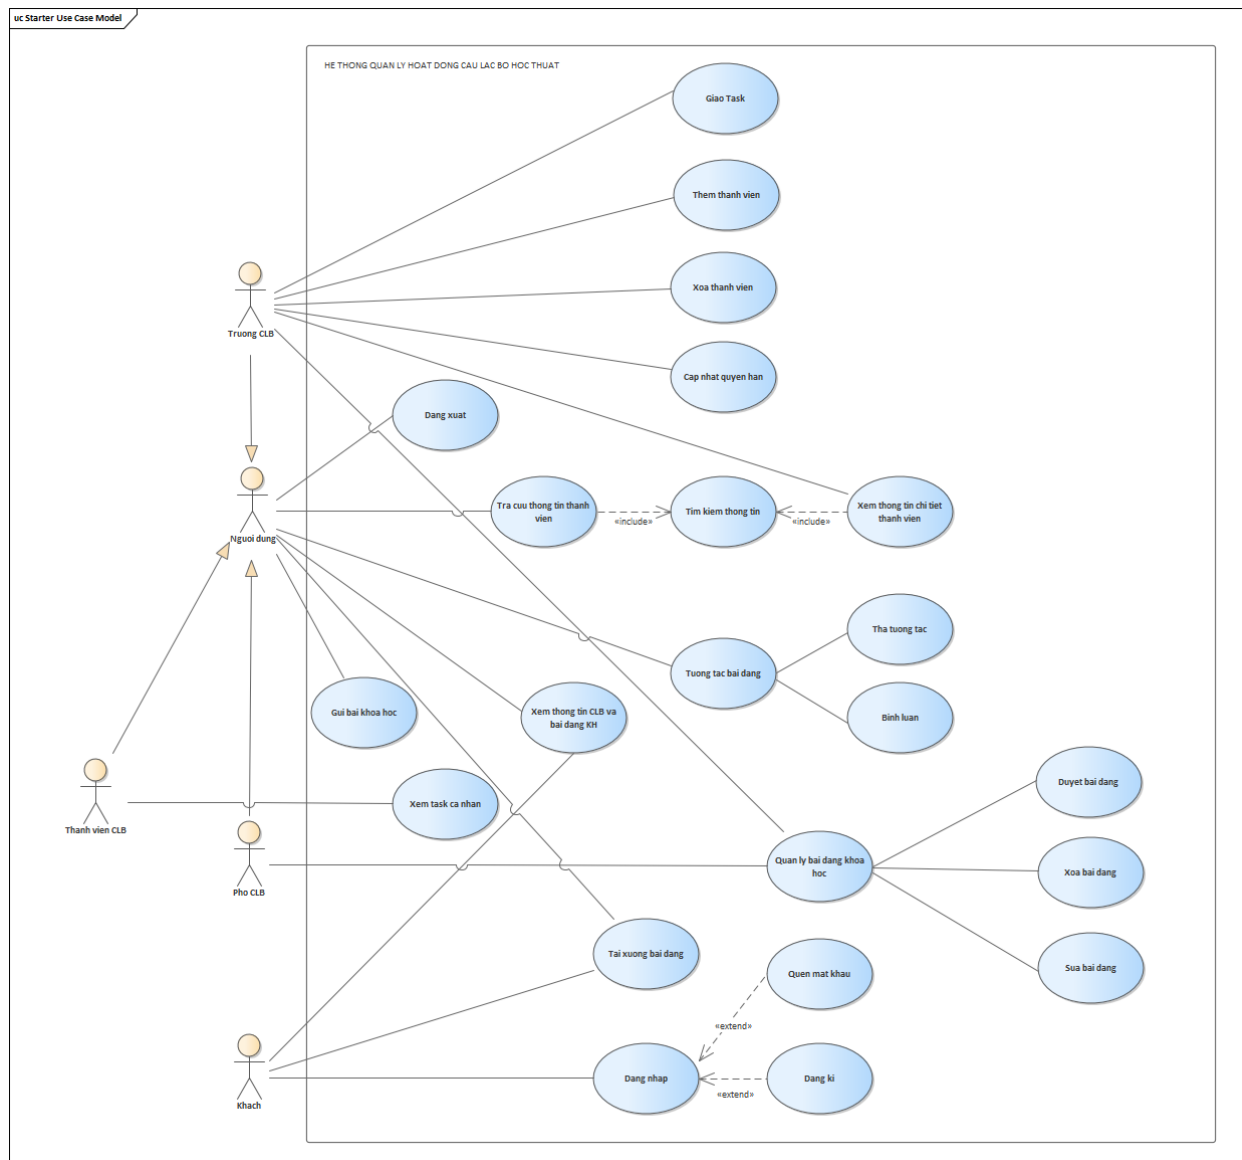 uc Starter Use Case Model
HE THONG QUAN LY HOAT DONG CAU LAC BO HOC THUAT
Giao Task
Them thanh vien
Xoa thanh vien
Truong CLB
Cap nhat quyen han
Dang xuat
Tra cuu thong tin thanh
vien
«include»
Tim kiem thong tin
«include»
Xem thong tin chi tiet
thanh vien
Nguoi dung
Tha tuong tac
Tuong tac bai dang
Gui bai khoa hoc
Xem thong tin CLB va
bai dang KH
Binh luan
Duyet bai dang
Xem task ca nhan
Thanh vien CLB
Quan ly bai dang khoa
hoc
Xoa bai dang
Pho CLB
Tai xuong bai dang
Quen mat khau
Sua bai dang
«extend»
Dang nhap
Dang ki
«extend»
Khach